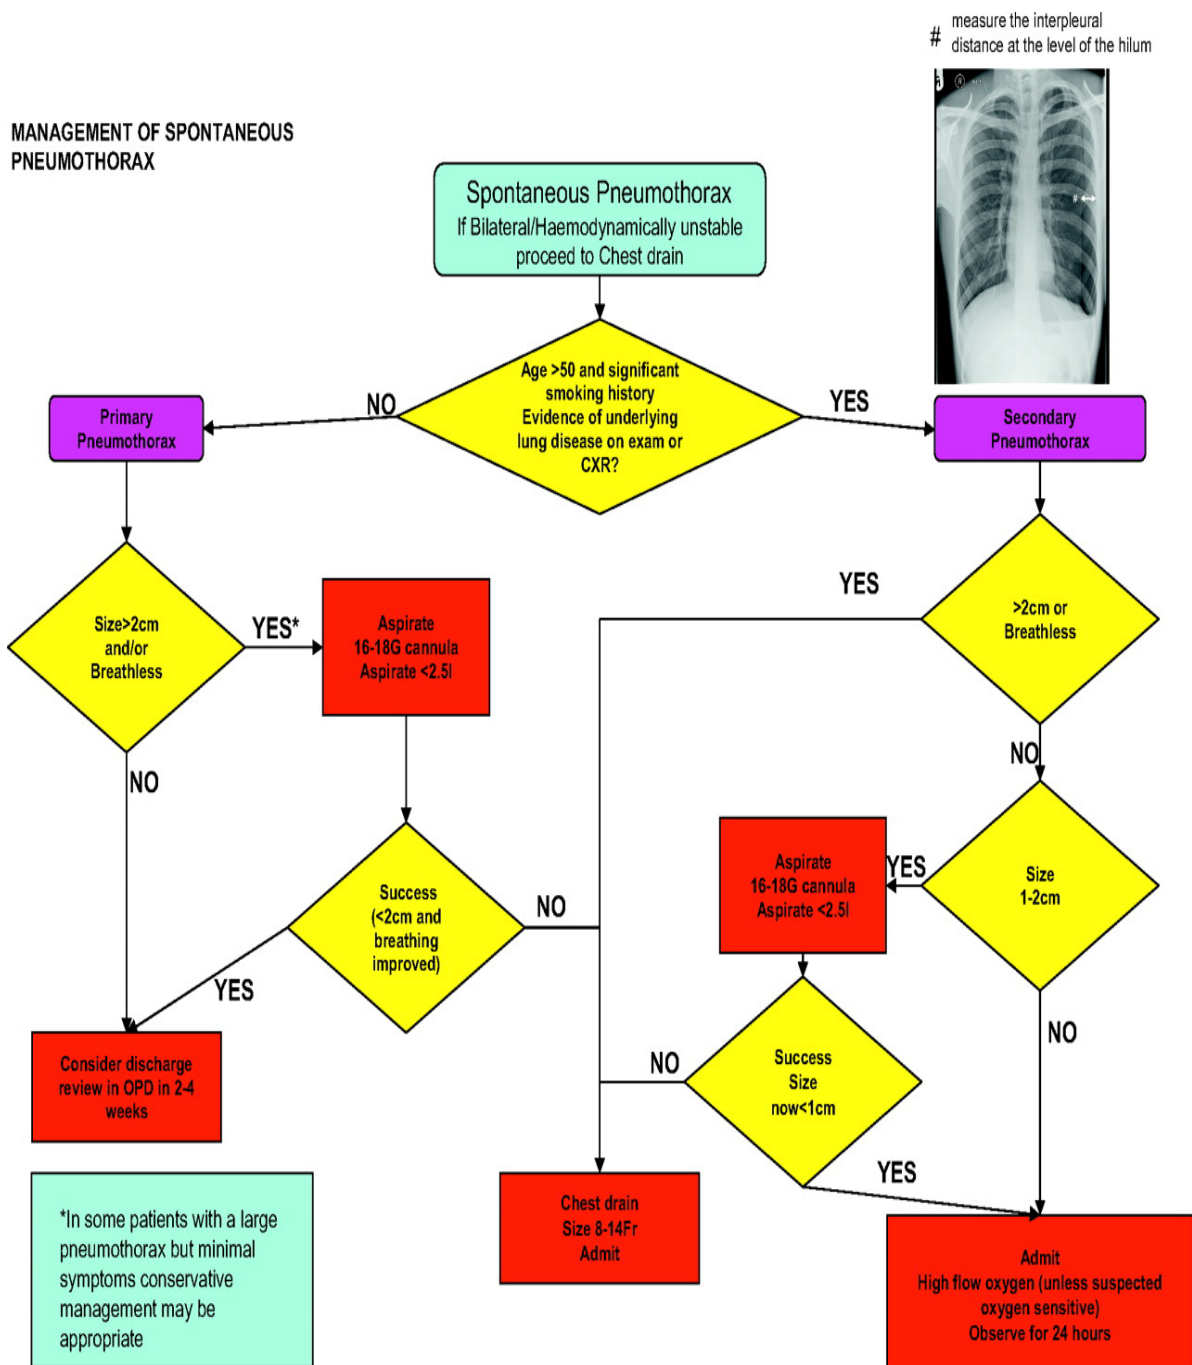 # measure the interpleural
distance at the level of the hilum
MANAGEMENT OF SPONTANEOUS
PNEUMOTHORAX
Spontaneous Pneumothorax
If Bilateral/Haemodynamically unstable
proceed to Chest drain
#
Age >50 and significant
smoking history
Evidence of underlying
lung disease on exam or
CXR?
NO
YES
Primary
Pneumothorax
Secondary
Pneumothorax
Size>2cm
and/or
Breathless
YES*
Aspirate
16-18G cannula
Aspirate <2.5l
YES
>2cm or
Breathless
NO
NO
Success
(<2cm and
breathing
improved)
NO
YES
Aspirate
16-18G cannula
Aspirate <2.5l
YES
Size
1-2cm
NO
Success
Size
now<1cm
NO
YES
Consider discharge
review in OPD in 2-4
weeks
Chest drain
Size 8-14Fr
Admit
Admit
High flow oxygen (unless suspected
oxygen sensitive)
Observe for 24 hours
*In some patients with a large
pneumothorax but minimal
symptoms conservative
management may be
appropriate